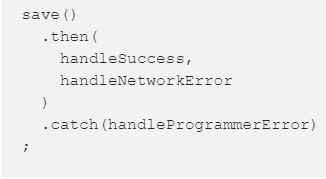 save()
  .then(
    handleSuccess,
    handleNetworkError
  )
  .catch(handleProgrammerError)
;